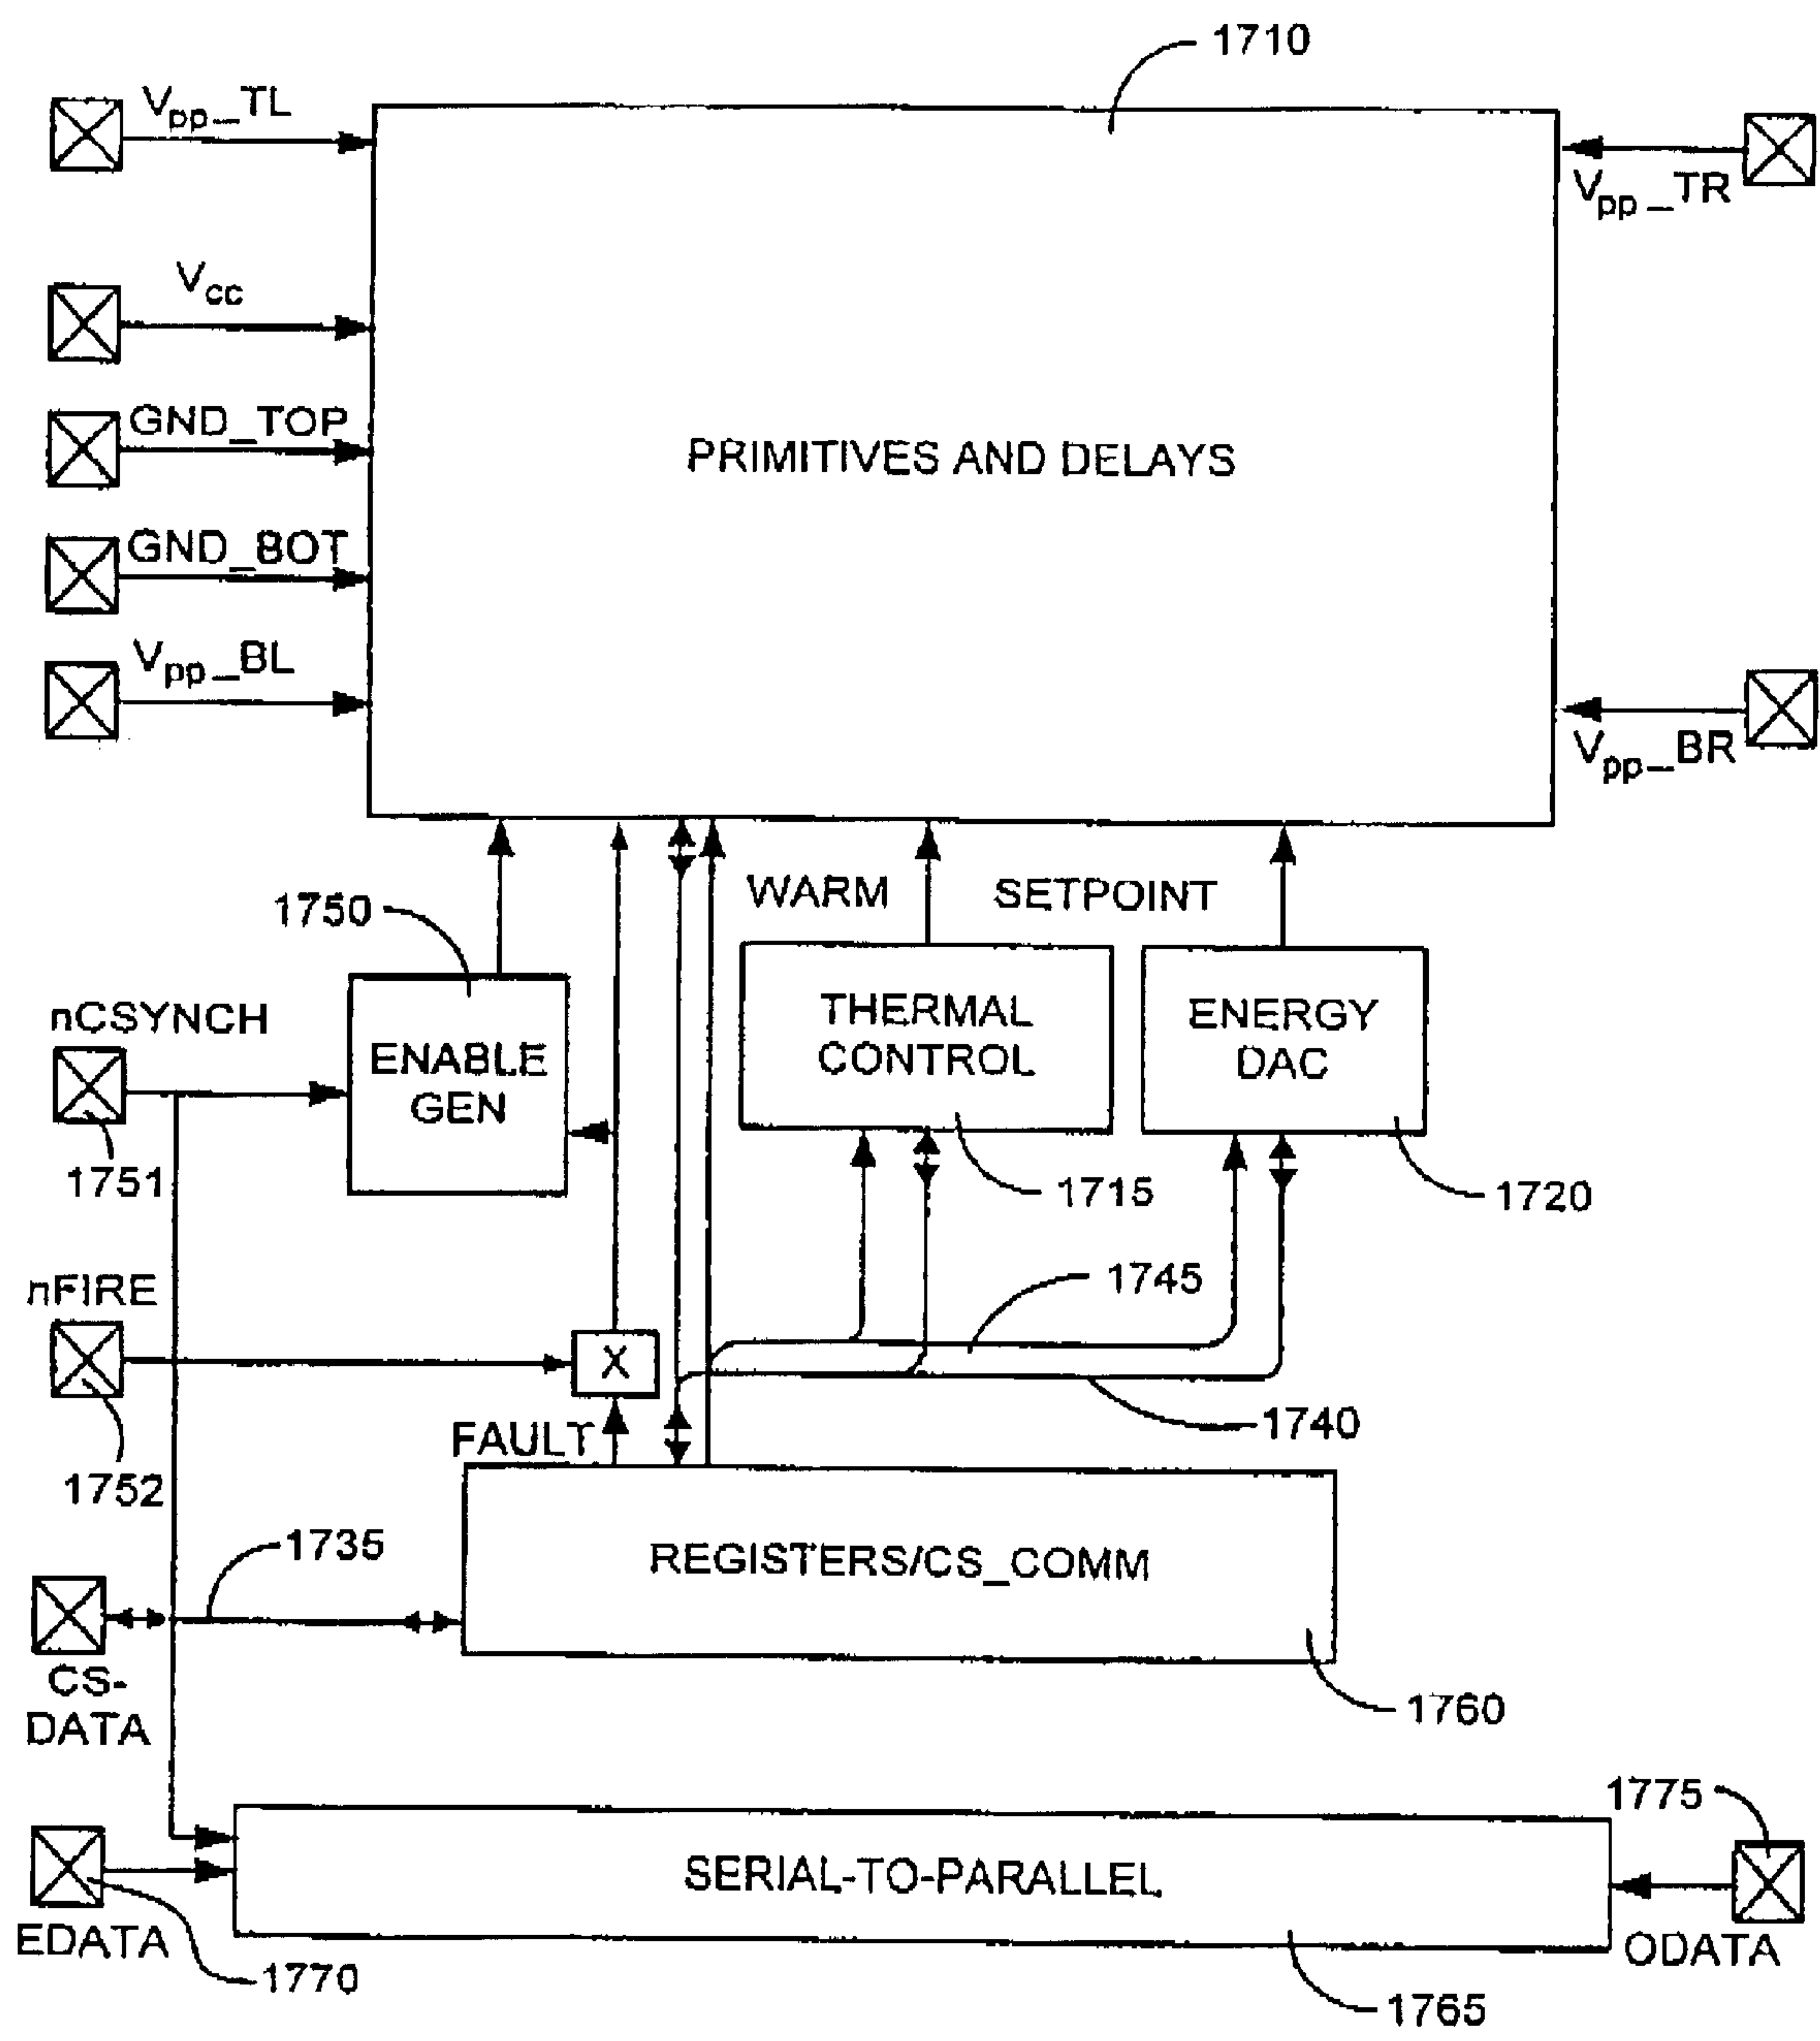 1710
Vpp_TL
Vpp_TR
Vcc
GND_TOP
PRIMITIVES AND DELAYS
GND_BOT
Vpp_BL
Vpp_BR
WARM
SETPOINT
1750
nCSYNCH
ENABLE
GEN
THERMAL
CONTROL
ENERGY
DAC
1751
1715
1720
nFIRE
1745
X
1740
FAULT
1752
1735
REGISTERS/CS_COMM
CS-
DATA
1760
1775
SERIAL-TO-PARALLEL
EDATA
ODATA
1770
1765